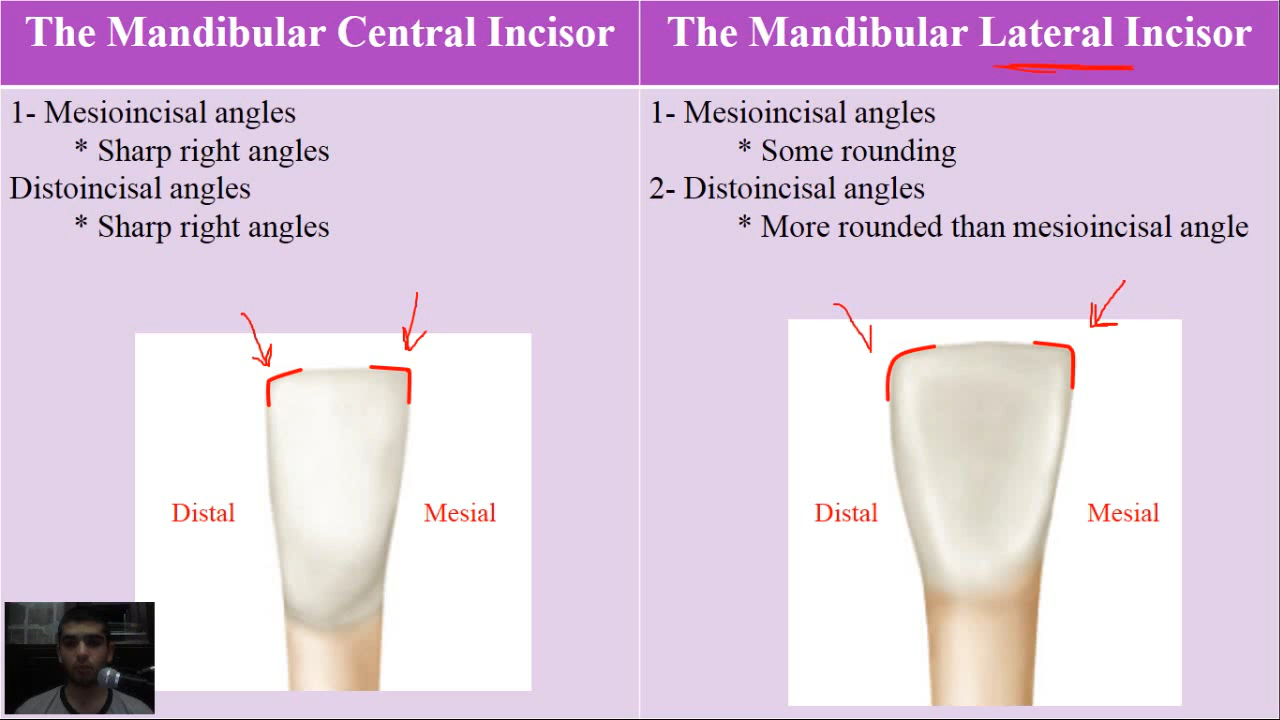 The Mandibular Central Incisor
1- Mesioincisal angles
* Sharp right angles
Distoincisal angles
* Sharp right angles
Distal
Mesial
The Mandibular Lateral Incisor
1- Mesioincisal angles
* Some rounding
2- Distoincisal angles
* More rounded than mesioincisal angle
Distal
Mesial